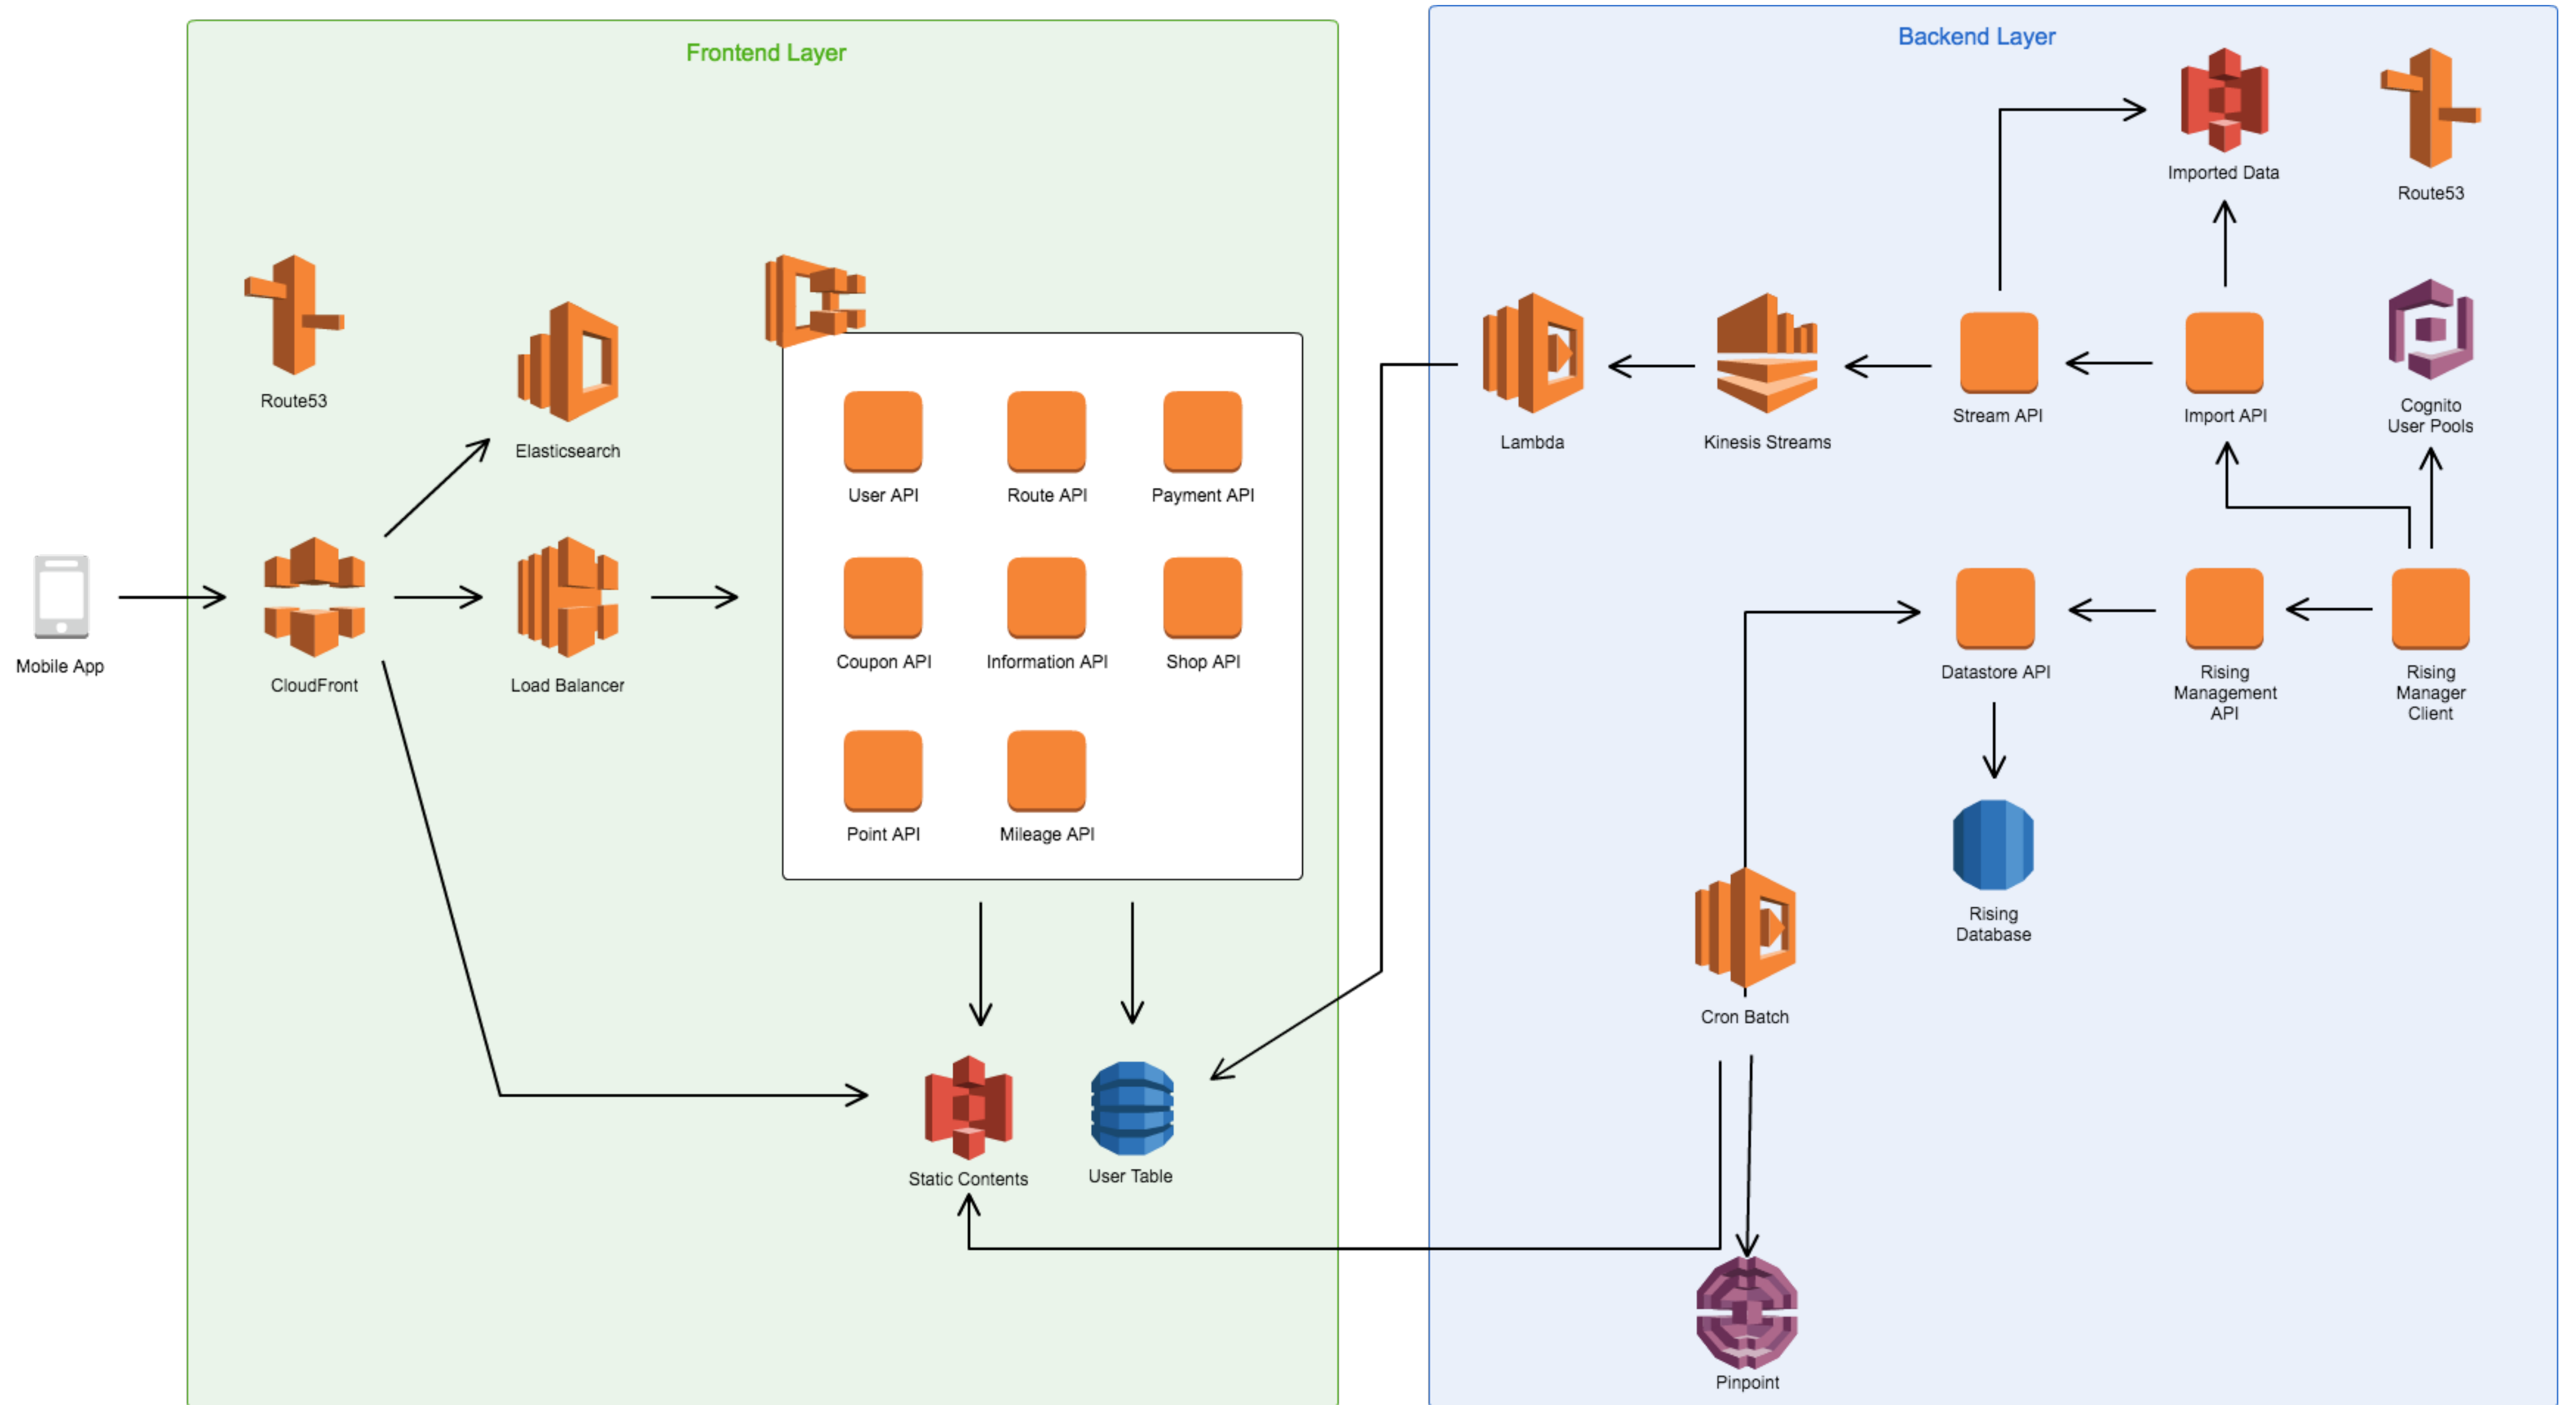 Frontend Layer
Backend Layer
Imported Data
Route53
Route53
Elasticsearch
User API
Route API
Payment API
Lambda
Kinesis Streams
Stream API
Import API
Cognito
User Pools
Mobile App
CloudFront
Load Balancer
Coupon API
Information API
Shop API
Datastore API
Rising
Management
API
Rising
Manager
Client
Point API
Mileage API
Rising
Database
Cron Batch
Static Contents
User Table
Pinpoint